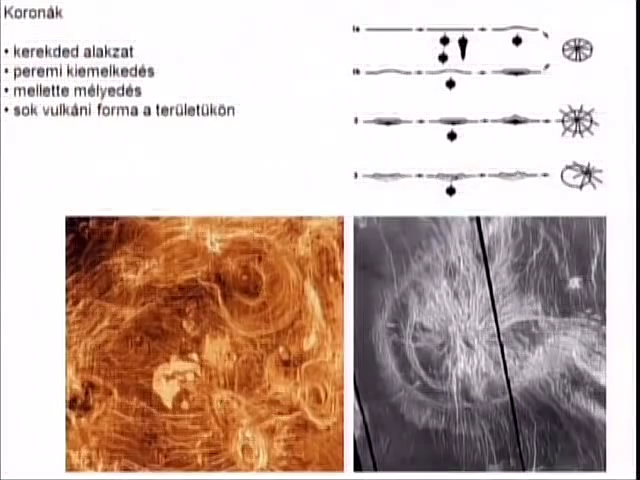 Koronák
• kerekded alakzat
• peremi kiemelkedés
• mellette mélyedés
• sok vulkáni forma a területükön